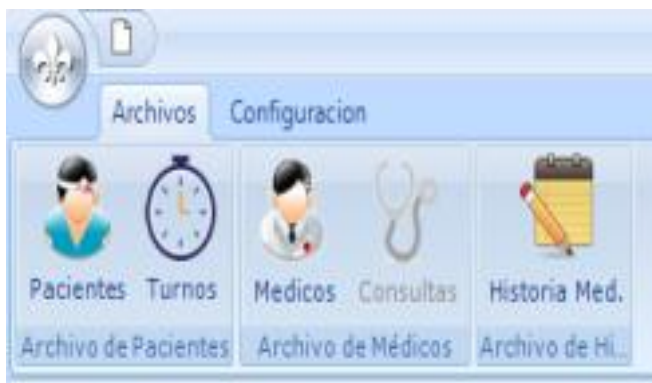 Archivos Configuracion
Pacientes Turnos Medicos Consultas Historia Med.
Archivo de Pacientes Archivo de Médicos Archivo de Hi...